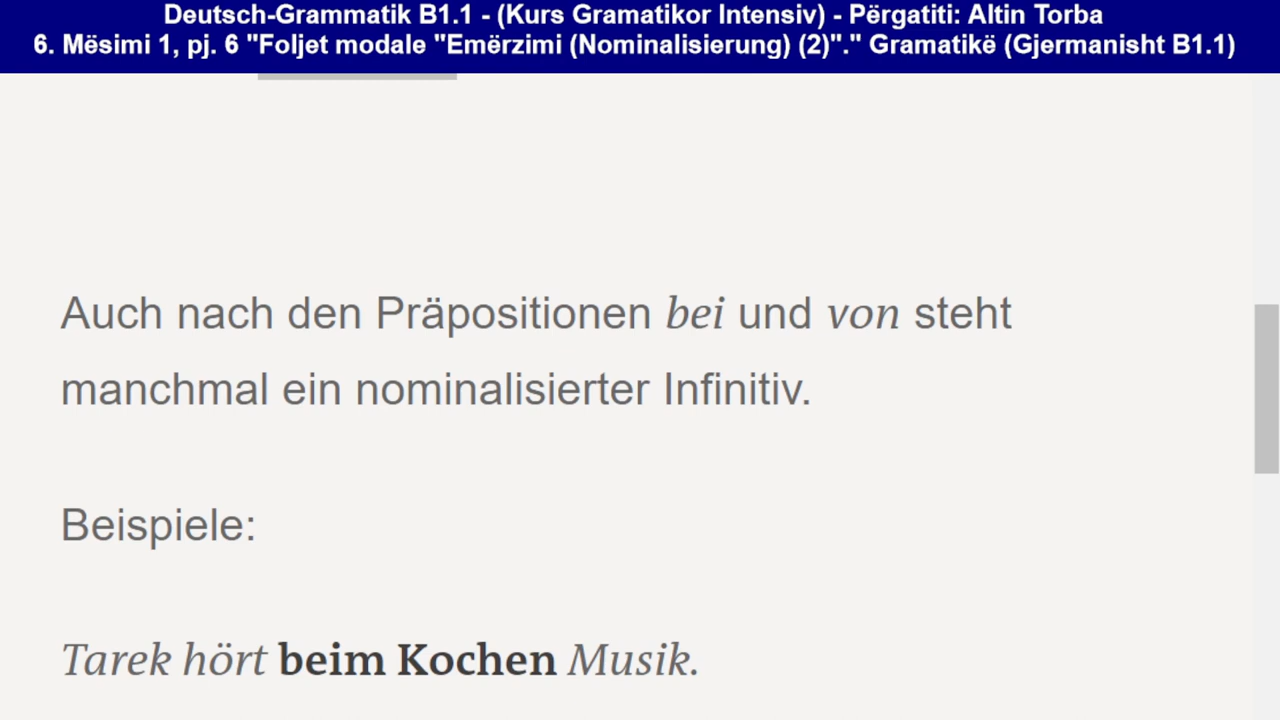 Deutsch-Grammatik B1.1 - (Kurs Gramatikor Intensiv) - Përgatiti: Altin Torba
6. Mësimi 1, pj. 6 "Foljet modale "Emërzimi (Nominalisierung) (2)"." Gramatikë (Gjermanisht B1.1)
Auch nach den Präpositionen bei und von steht
manchmal ein nominalisierter Infinitiv.
Beispiele:
Tarek hört beim Kochen Musik.